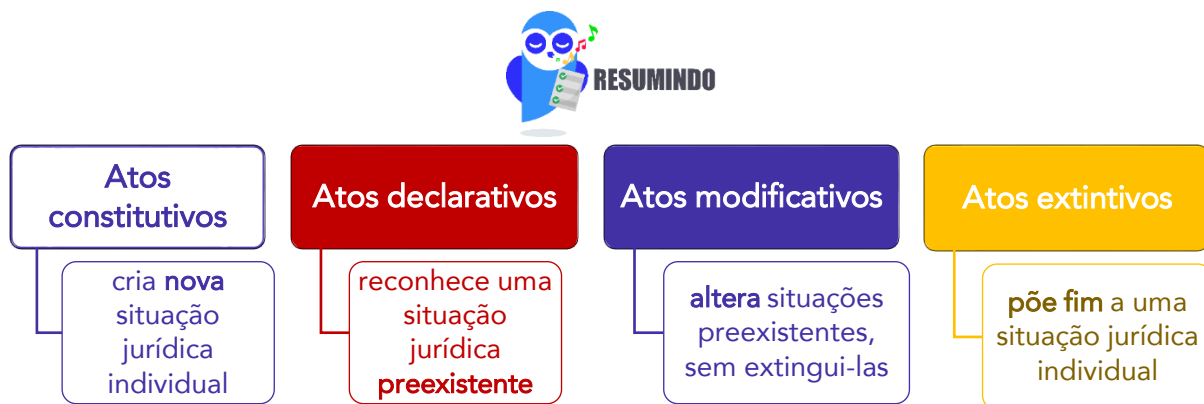 RESUMINDO
Atos
constitutivos
cria nova
situação
jurídica
individual
Atos declarativos
reconhece uma
situação
jurídica
preexistente
Atos modificativos
altera situações
preexistentes,
sem extingui-las
Atos extintivos
põe fim a uma
situação jurídica
individual